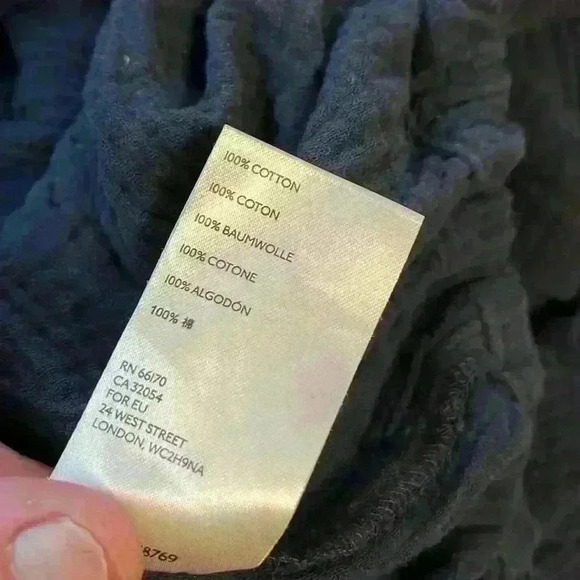 100% COTTON
100% COTON
100% BAUMWOLLE
100% COTONE
100% ALGODÓN
100%
RN 66170
CA 32054
FOR EU
24 WEST STREET
LONDON, WC2H9NA
8769